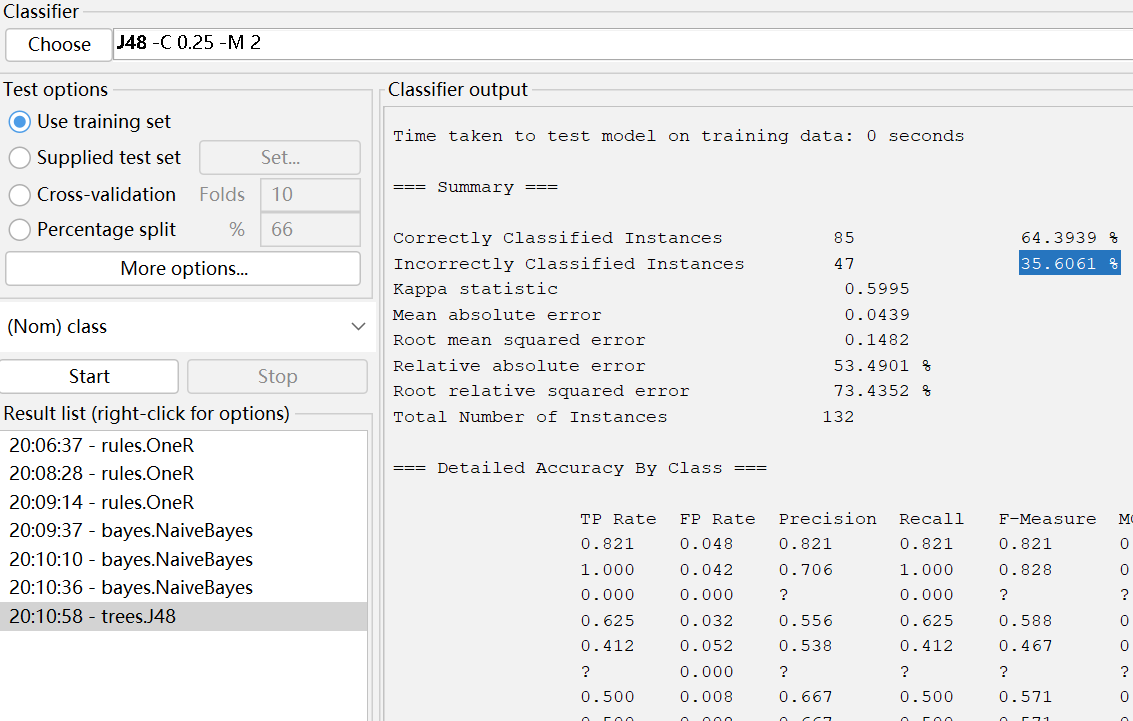 Classifier
Choose J48 -C 0.25 -M 2
Test options
Use training set
Supplied test set Set...
Cross-validation Folds 10
Percentage split % 66
More options...
(Nom) class
Start Stop
Result list (right-click for options)
20:06:37 - rules.OneR
20:08:28 - rules.OneR
20:09:14 - rules.OneR
20:09:37 - bayes.NaiveBayes
20:10:10 - bayes.NaiveBayes
20:10:36 - bayes.NaiveBayes
20:10:58 - trees.J48
Classifier output
Time taken to test model on training data: 0 seconds
=== Summary ===
Correctly Classified Instances 85 64.3939 %
Incorrectly Classified Instances 47 35.6061 %
Kappa statistic 0.5995
Mean absolute error 0.0439
Root mean squared error 0.1482
Relative absolute error 53.4901 %
Root relative squared error 73.4352 %
Total Number of Instances 132
=== Detailed Accuracy By Class ===
TP Rate FP Rate Precision Recall F-Measure
0.821 0.048 0.821 0.821 0.821 0
1.000 0.042 0.706 1.000 0.828 0
0.000 0.000 ? 0.000 ? ?
0.625 0.032 0.556 0.625 0.588 0
0.412 0.052 0.538 0.412 0.467 0
? 0.000 ? ? ? ?
0.500 0.008 0.667 0.500 0.571 0